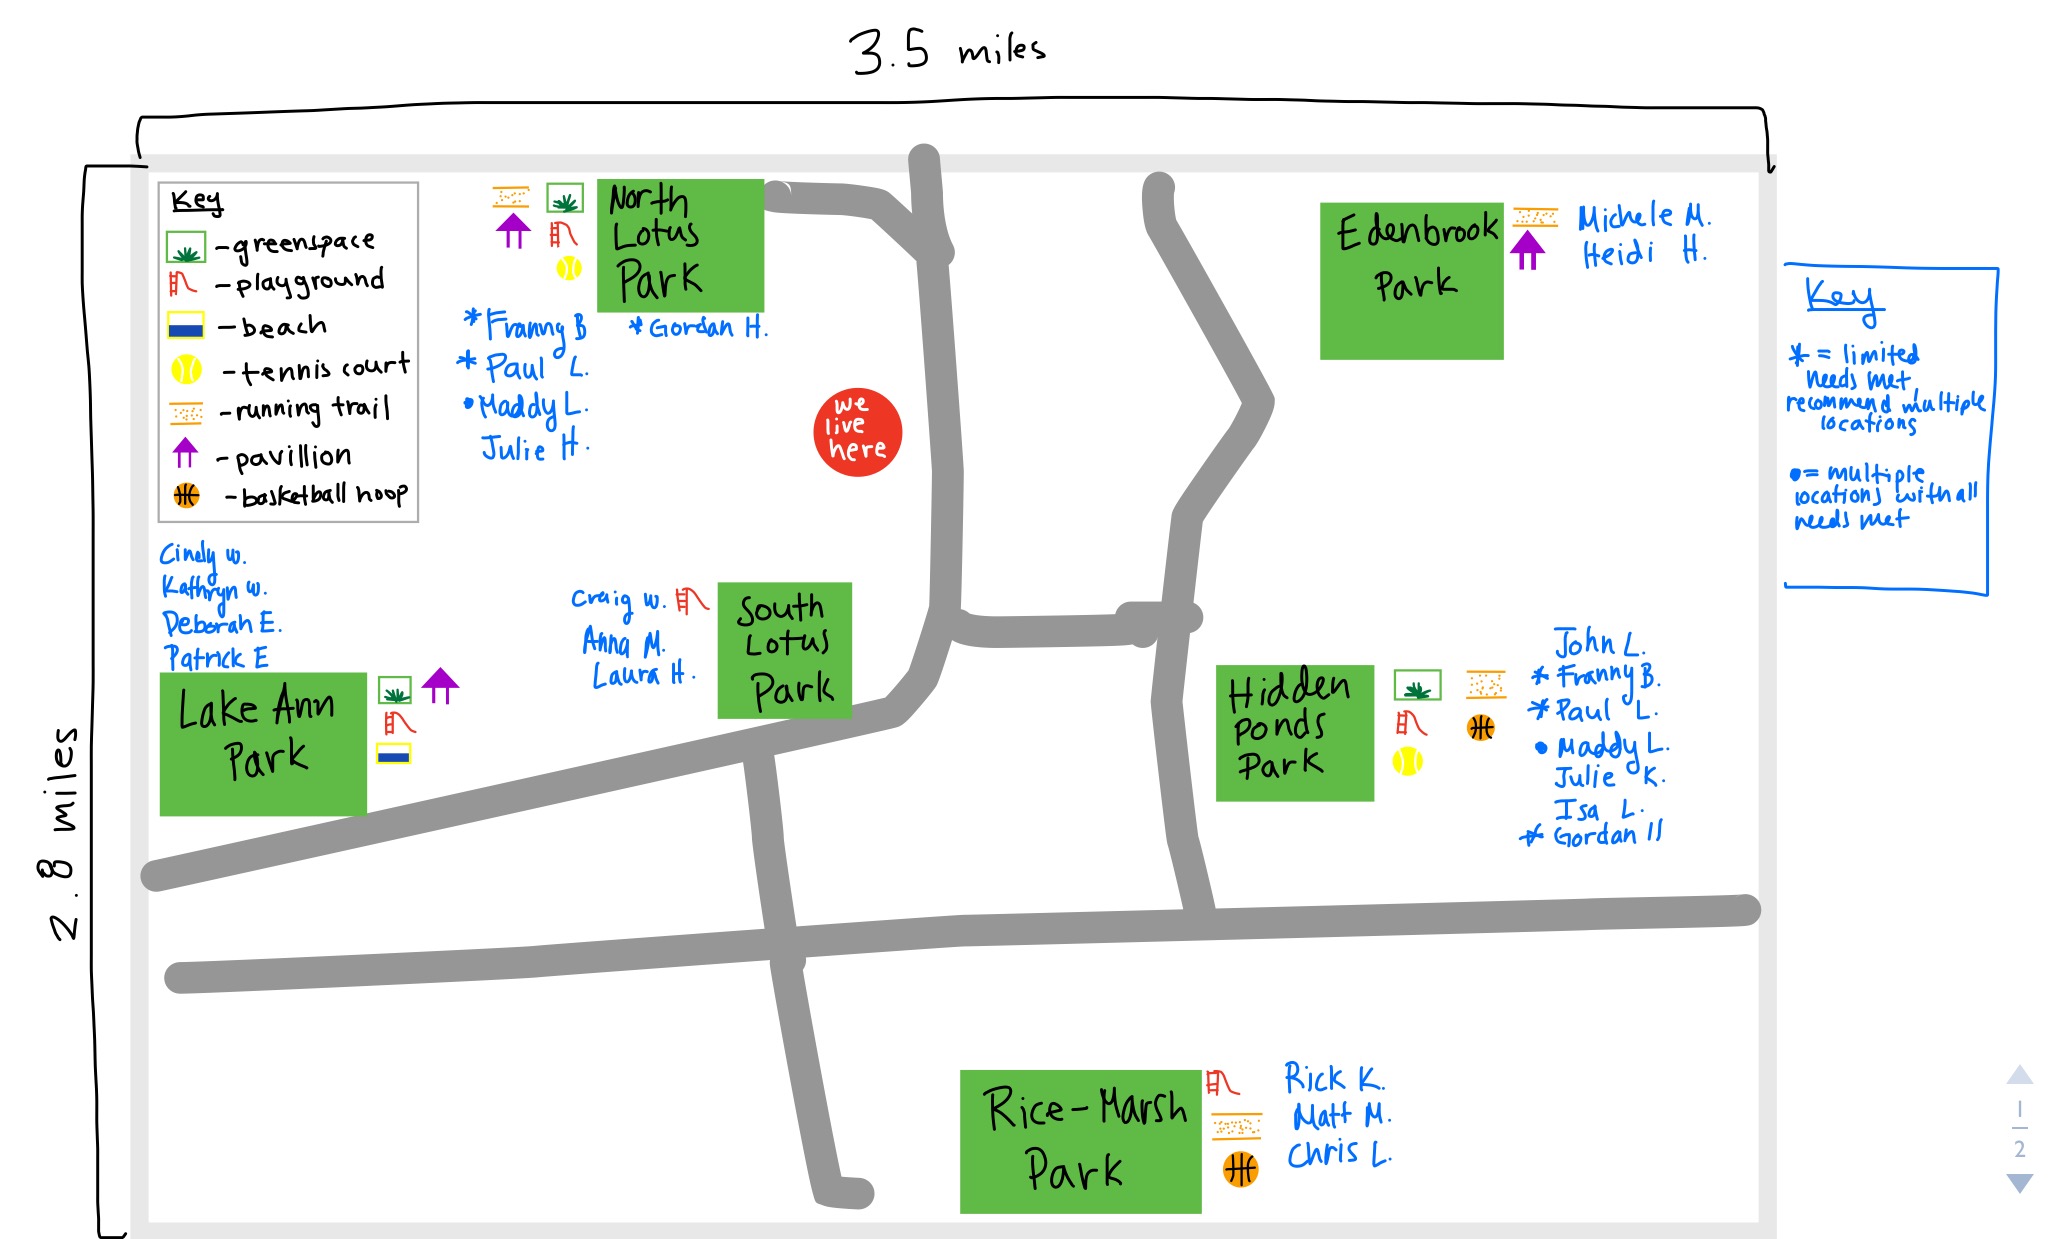 3.5 miles
2.8 miles
Key
- greenspace
- playground
- beach
- tennis court
- running trail
- pavillion
- basketball hoop
North
Lotus
Park
* Franny B
* Paul L.
• Maddy L.
Julie H.
* Gordan H.
we
live
here
Edenbrook
Park
Michele M.
Heidi H.
Key
* = limited
needs met,
recommend multiple
locations
• = multiple
locations with all
needs met
Cindy W.
Kathryn W.
Deborah E.
Patrick E
Lake Ann
Park
Craig W.
Anna M.
Laura H.
South
Lotus
Park
Hidden
Ponds
Park
John L.
* Franny B.
* Paul L.
• Maddy L.
Julie K.
Isa L.
* Gordan H
Rice-Marsh
Park
Rick K.
Matt M.
Chris L.
1
2